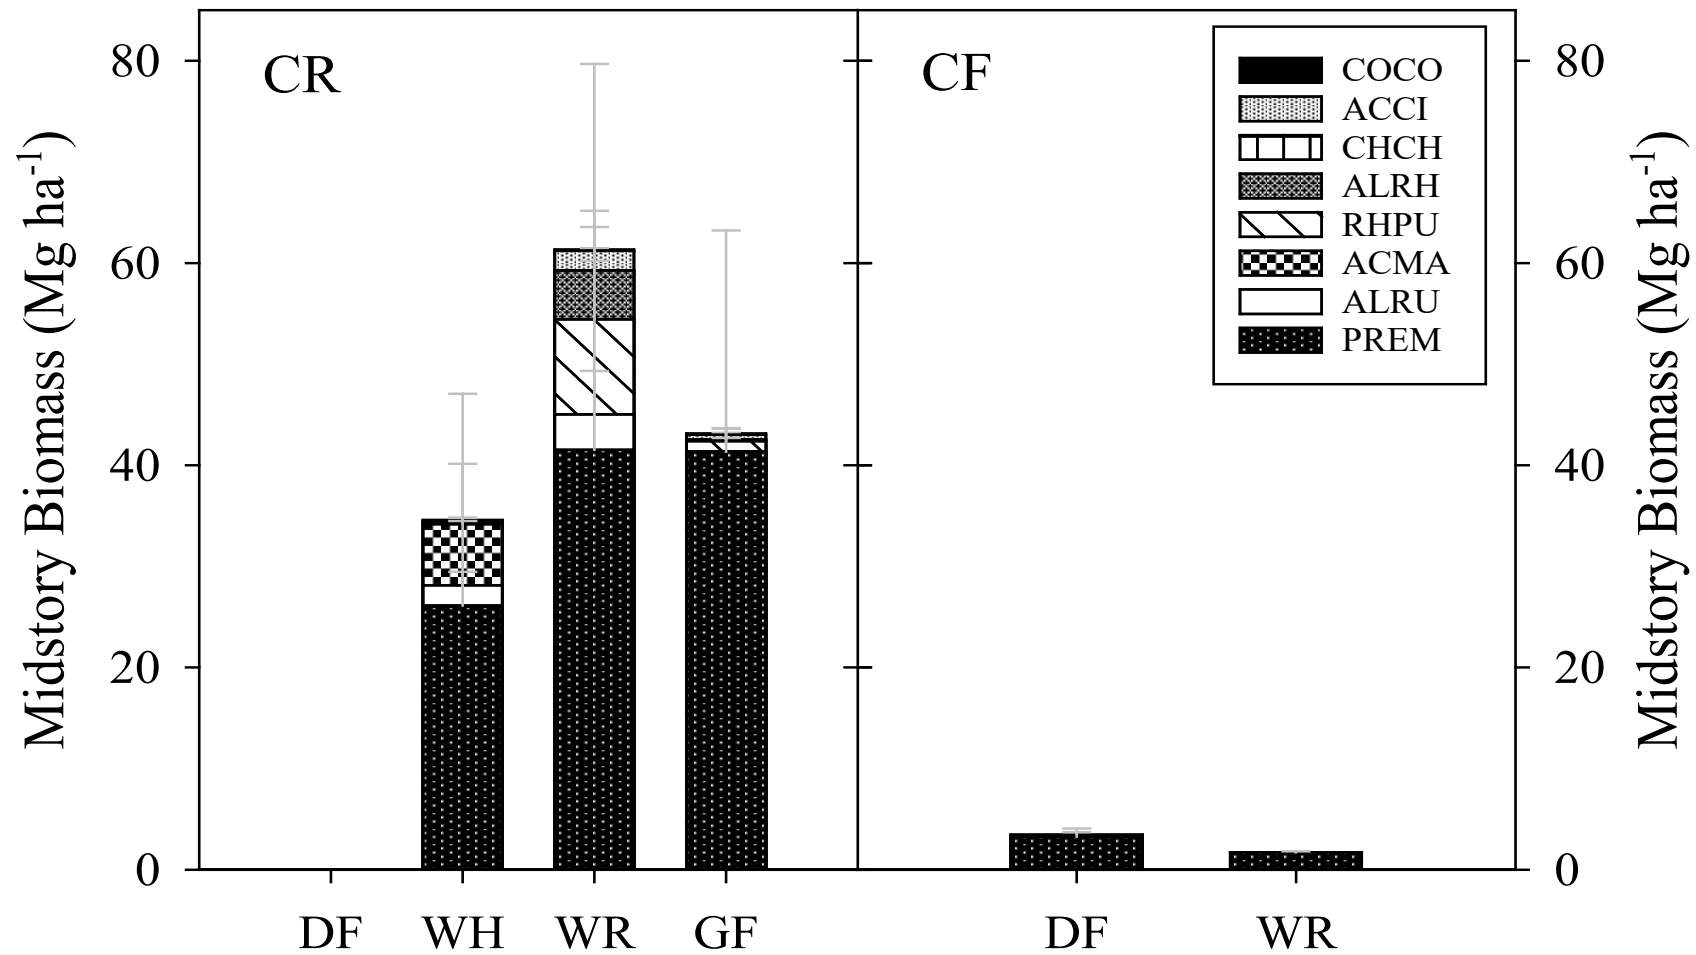 Midstory Biomass (Mg ha-1)
80
60
40
20
0
CR
DF WH WR GF
CF
COCO
ACCI
CHCH
ALRH
RHPU
ACMA
ALRU
PREM
DF WR
80
60
40
20
0
Midstory Biomass (Mg ha-1)